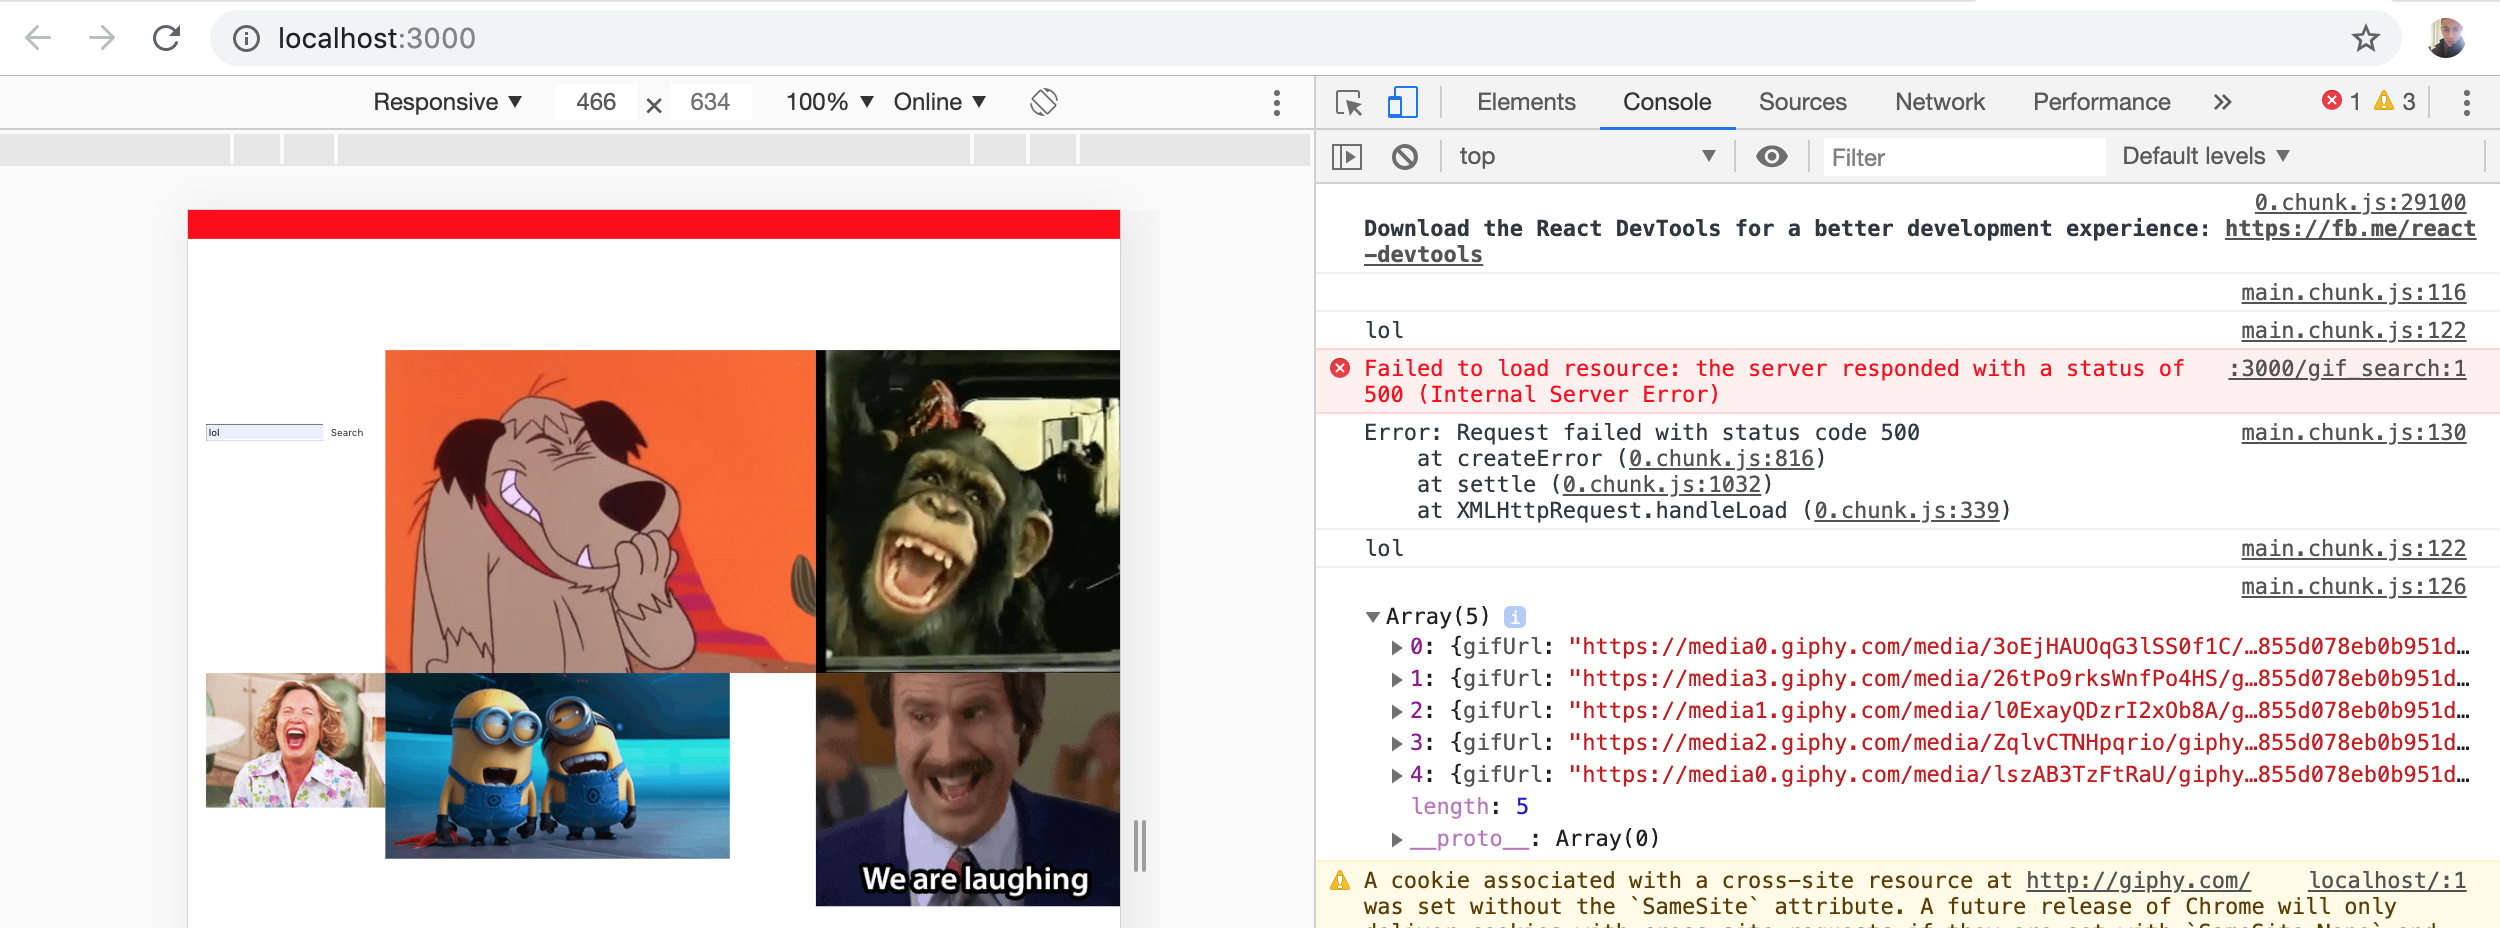 localhost:3000
Responsive ▼ 466 × 634 100% ▼ Online ▼
Elements Console Sources Network Performance » 1 3
top ▼ Filter Default levels ▼
lol Search
We are laughing
0.chunk.js:29100
Download the React DevTools for a better development experience: https://fb.me/react
-devtools
main.chunk.js:116
lol main.chunk.js:122
Failed to load resource: the server responded with a status of :3000/gif_search:1
500 (Internal Server Error)
Error: Request failed with status code 500 main.chunk.js:130
at createError (0.chunk.js:816)
at settle (0.chunk.js:1032)
at XMLHttpRequest.handleLoad (0.chunk.js:339)
lol main.chunk.js:122
main.chunk.js:126
▼Array(5) i
▶0: {gifUrl: "https://media0.giphy.com/media/3oEjHAUOqG3lSS0f1C/…855d078eb0b951d…
▶1: {gifUrl: "https://media3.giphy.com/media/26tPo9rksWnfPo4HS/g…855d078eb0b951d…
▶2: {gifUrl: "https://media1.giphy.com/media/l0ExayQDzrI2xOb8A/g…855d078eb0b951d…
▶3: {gifUrl: "https://media2.giphy.com/media/ZqlvCTNHpqrio/giphy…855d078eb0b951d…
▶4: {gifUrl: "https://media0.giphy.com/media/lszAB3TzFtRaU/giphy…855d078eb0b951d…
length: 5
▶__proto__: Array(0)
A cookie associated with a cross-site resource at http://giphy.com/ localhost/:1
was set without the `SameSite` attribute. A future release of Chrome will only